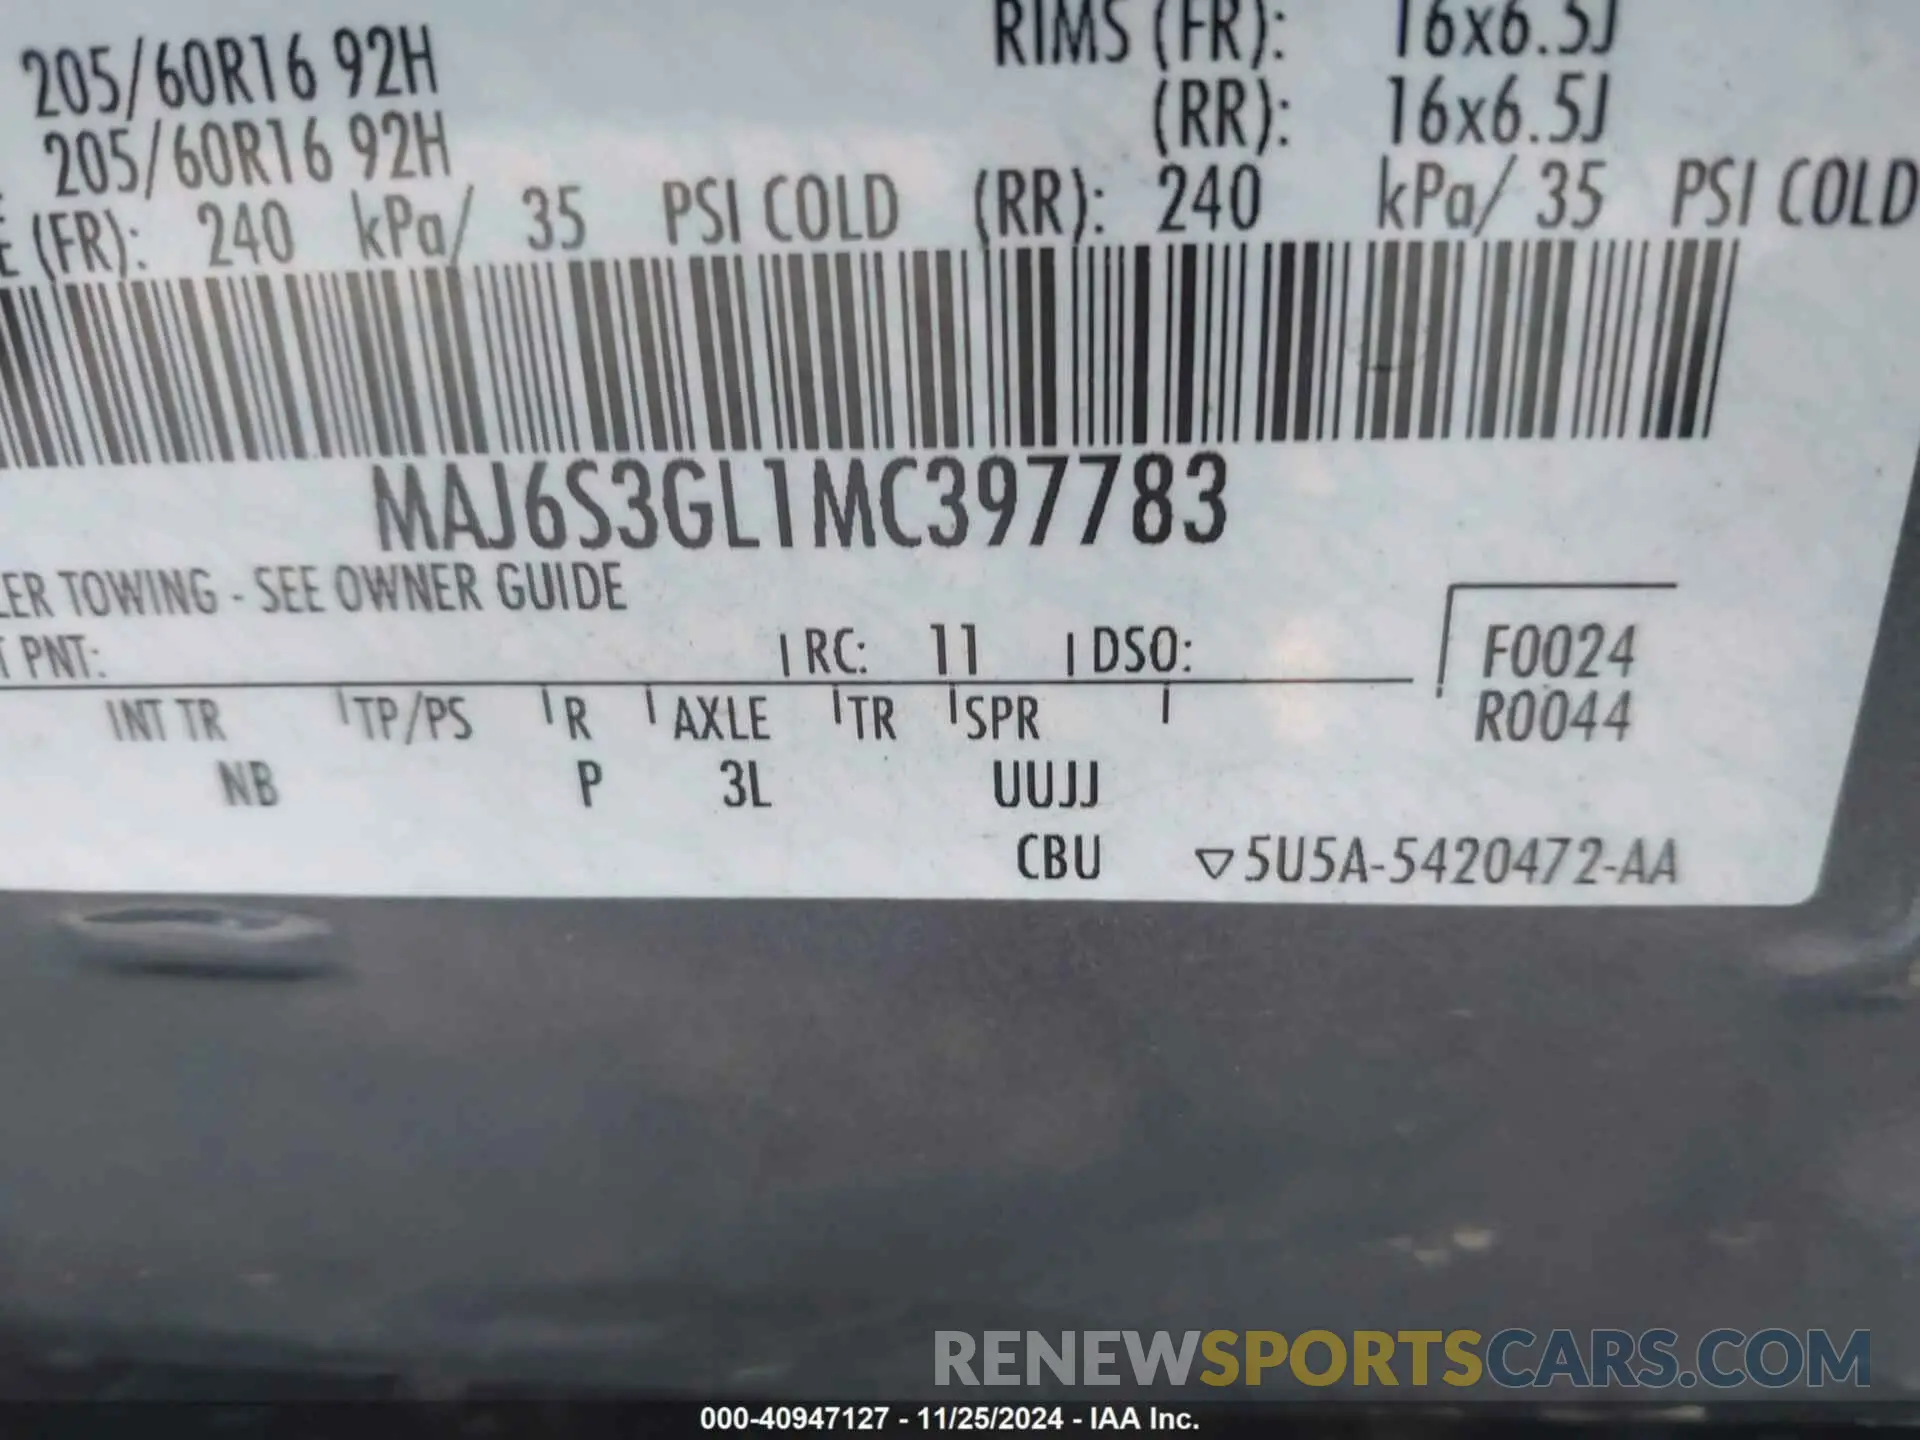 205/60R16 92H RIMS (FR): 16x6.5J
205/60R16 92H (RR): 16x6.5J
E (FR): 240 kPa/ 35 PSI COLD (RR): 240 kPa/ 35 PSI COLD
MAJ6S3GL1MC397783
LER TOWING - SEE OWNER GUIDE
T PNT: RC: 11 DSO: F0024
INT TR TP/PS R AXLE TR SPR R0044
NB P 3L UUJJ
CBU ▽5U5A-5420472-AA
RENEWSPORTSCARS.COM
000-40947127 - 11/25/2024 - IAA Inc.